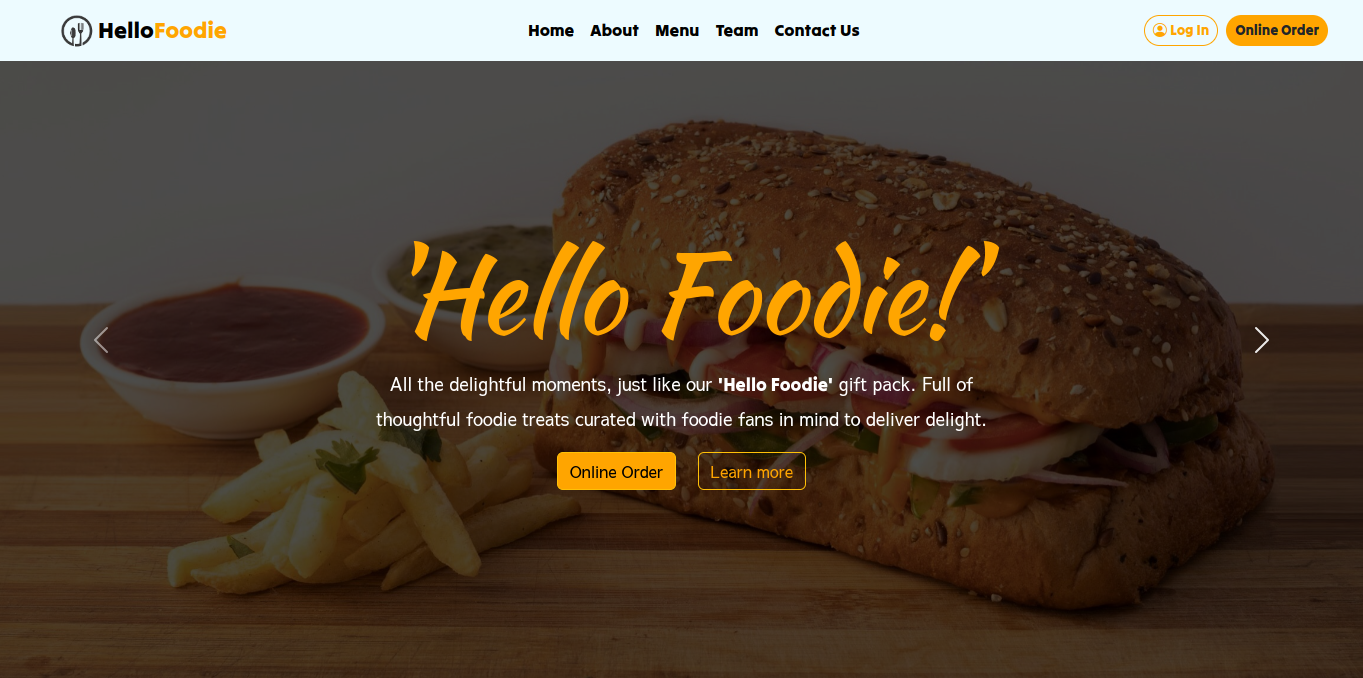 HelloFoodie
Home About Menu Team Contact Us
Log In
Online Order
'Hello Foodie!'
All the delightful moments, just like our 'Hello Foodie' gift pack. Full of
thoughtful foodie treats curated with foodie fans in mind to deliver delight.
Online Order
Learn more